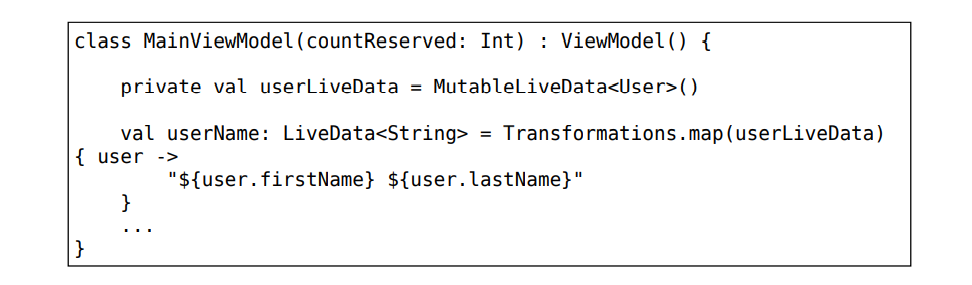 class MainViewModel(countReserved: Int) : ViewModel() {
    private val userLiveData = MutableLiveData<User>()
    val userName: LiveData<String> = Transformations.map(userLiveData)
{ user ->
        "${user.firstName} ${user.lastName}"
    }
    ...
}